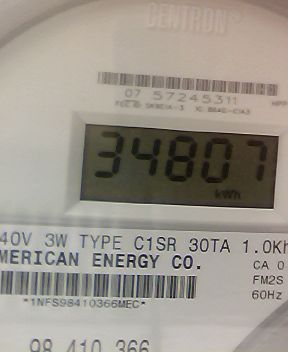 CENTRON®
07 57245311
34807
kWh
40V 3W TYPE C1SR 30TA 1.0Kh
MERICAN ENERGY CO.
CA 0
FM2S
60Hz
*1NFS98410366MEC*
98 410 366